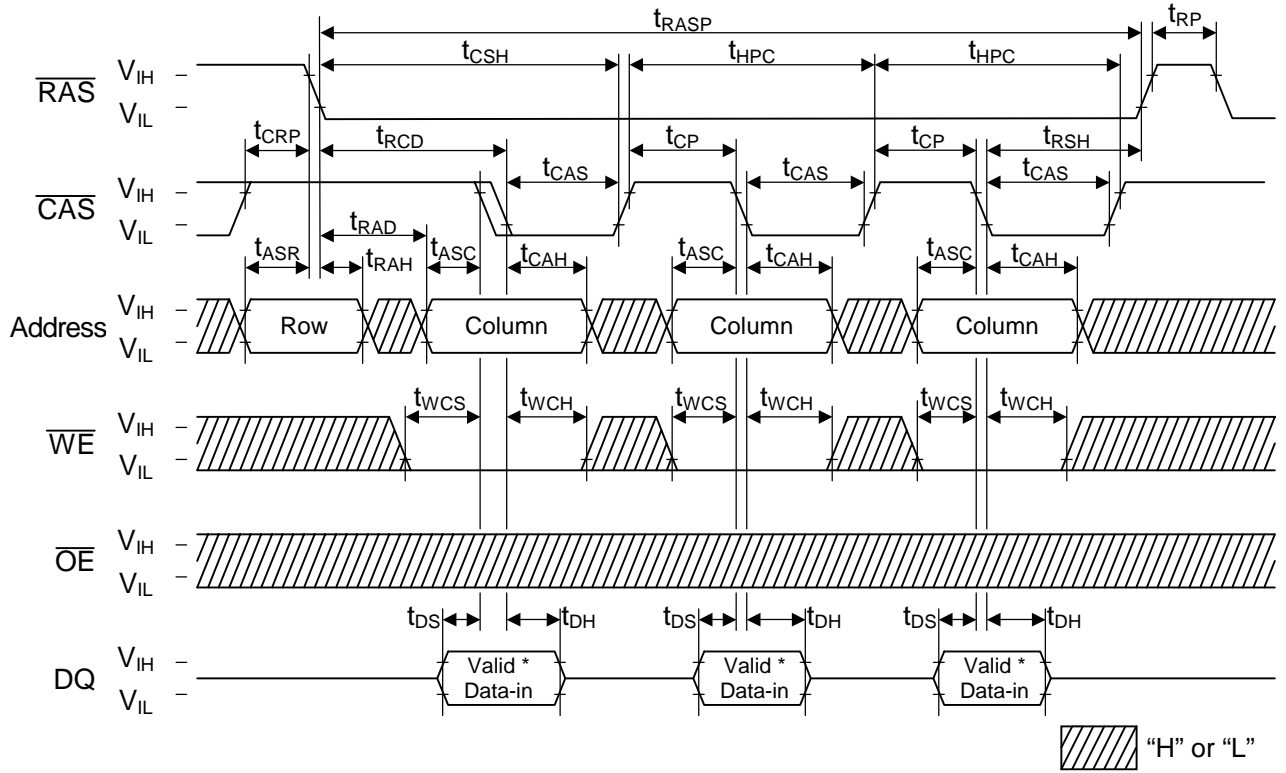 tRASP tRP
tCSH tHPC tHPC
RAS VIH
VIL
tCRP tRCD tCP tCP tRSH
CAS VIH
VIL
tCAS tCAS tCAS
tRAD
tASR tRAH tASC tCAH tASC tCAH tASC tCAH
Address VIH
VIL
Row Column Column Column
tWCS tWCH tWCS tWCH tWCS tWCH
WE VIH
VIL
OE VIH
VIL
tDS tDH tDS tDH tDS tDH
DQ VIH
VIL
Valid * Valid * Valid *
Data-in Data-in Data-in
“H” or “L”